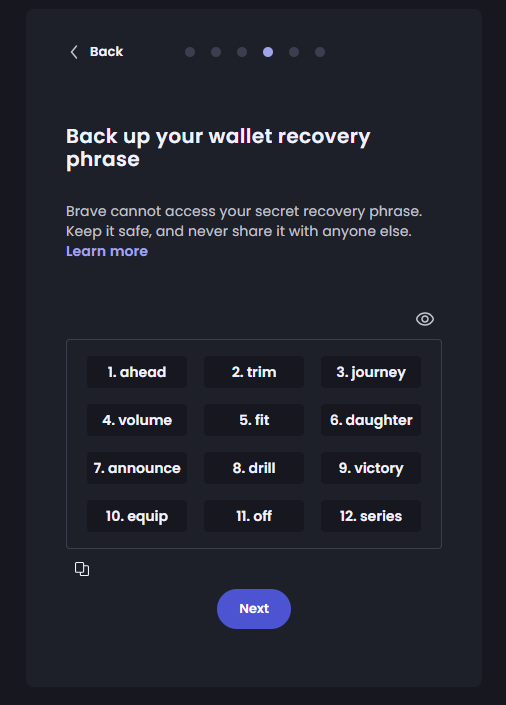 Back
Back up your wallet recovery
phrase
Brave cannot access your secret recovery phrase.
Keep it safe, and never share it with anyone else.
Learn more
1. ahead
2. trim
3. journey
4. volume
5. fit
6. daughter
7. announce
8. drill
9. victory
10. equip
11. off
12. series
Next